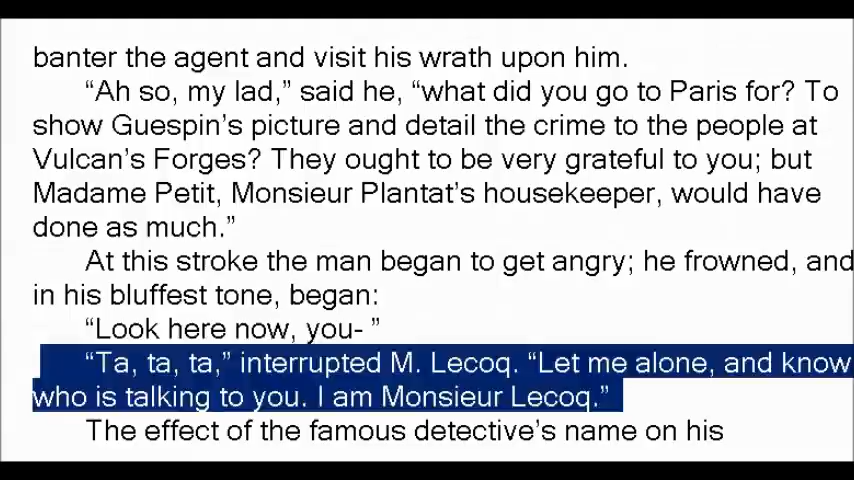 banter the agent and visit his wrath upon him.
“Ah so, my lad,” said he, “what did you go to Paris for? To
show Guespin’s picture and detail the crime to the people at
Vulcan’s Forges? They ought to be very grateful to you; but
Madame Petit, Monsieur Plantat’s housekeeper, would have
done as much.”
At this stroke the man began to get angry; he frowned, and
in his bluffest tone, began:
“Look here now, you- ”
“Ta, ta, ta,” interrupted M. Lecoq. “Let me alone, and know
who is talking to you. I am Monsieur Lecoq.”
The effect of the famous detective’s name on his